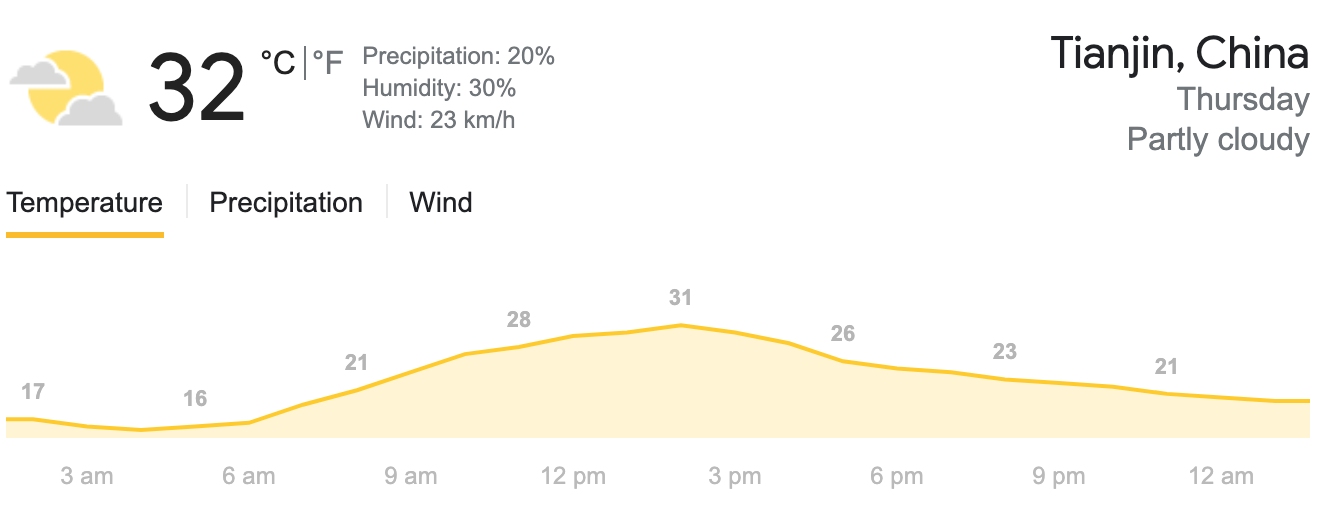 32 °C|°F
Precipitation: 20%
Humidity: 30%
Wind: 23 km/h
Tianjin, China
Thursday
Partly cloudy
Temperature Precipitation Wind
17 16 21 28 31 26 23 21
3 am 6 am 9 am 12 pm 3 pm 6 pm 9 pm 12 am